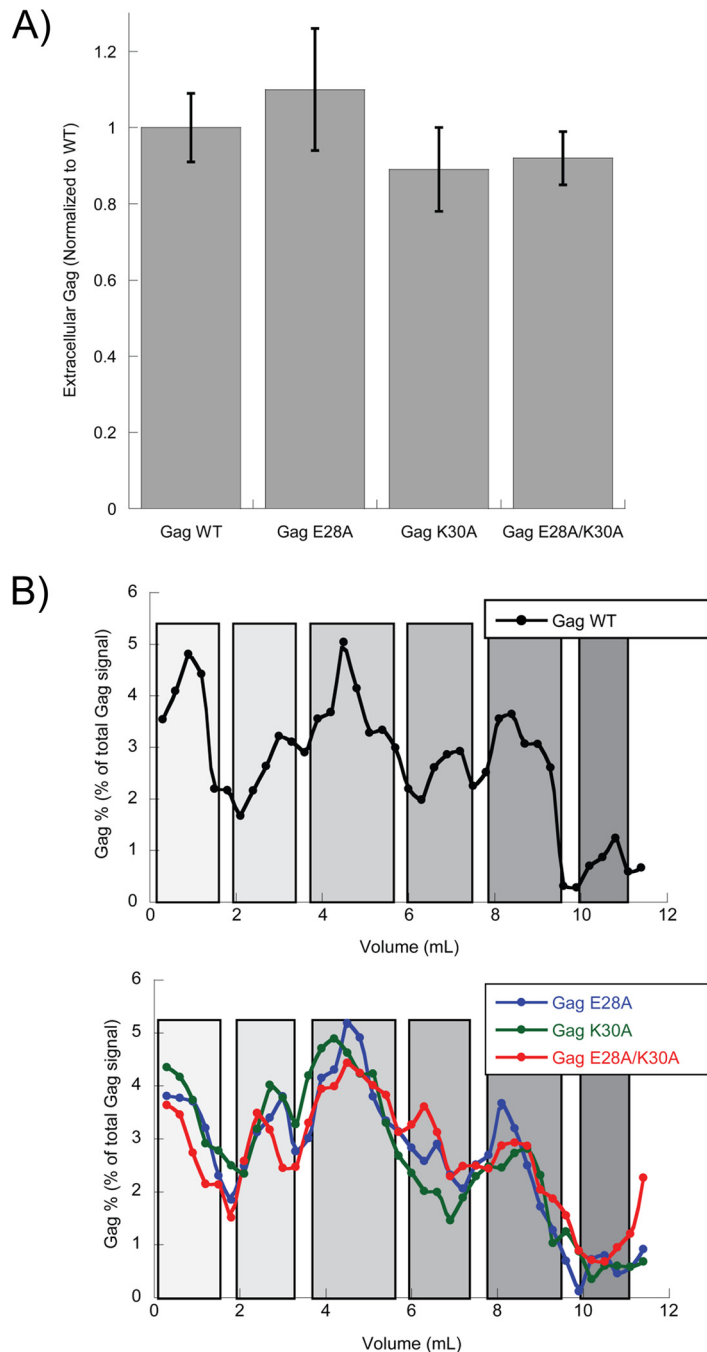 A)
Extracellular Gag (Normalized to WT)
1.2
1
0.8
0.6
0.4
0.2
0
Gag WT
Gag E28A
Gag K30A
Gag E28A/K30A
B)
Gag % (% of total Gag signal)
6
5
4
3
2
1
0
Gag WT
0
2
4
6
8
10
12
Volume (mL)
Gag % (% of total Gag signal)
6
5
4
3
2
1
0
Gag E28A
Gag K30A
Gag E28A/K30A
0
2
4
6
8
10
12
Volume (mL)